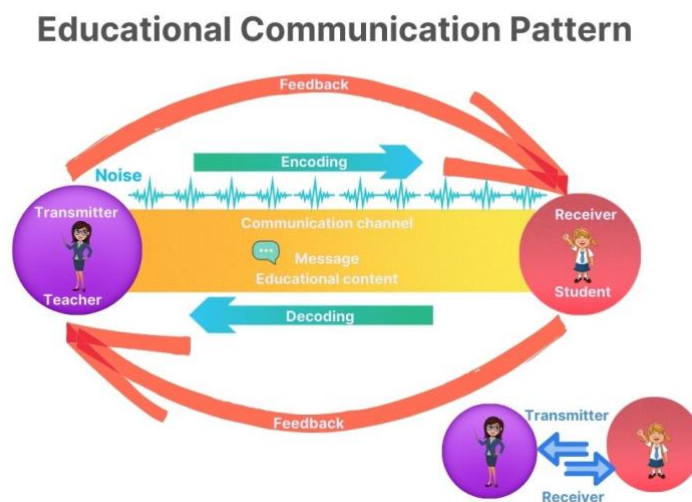 Educational Communication Pattern
Feedback
Encoding
Noise
Transmitter
Teacher
Communication channel
Message
Educational content
Receiver
Student
Decoding
Feedback
Transmitter
Receiver